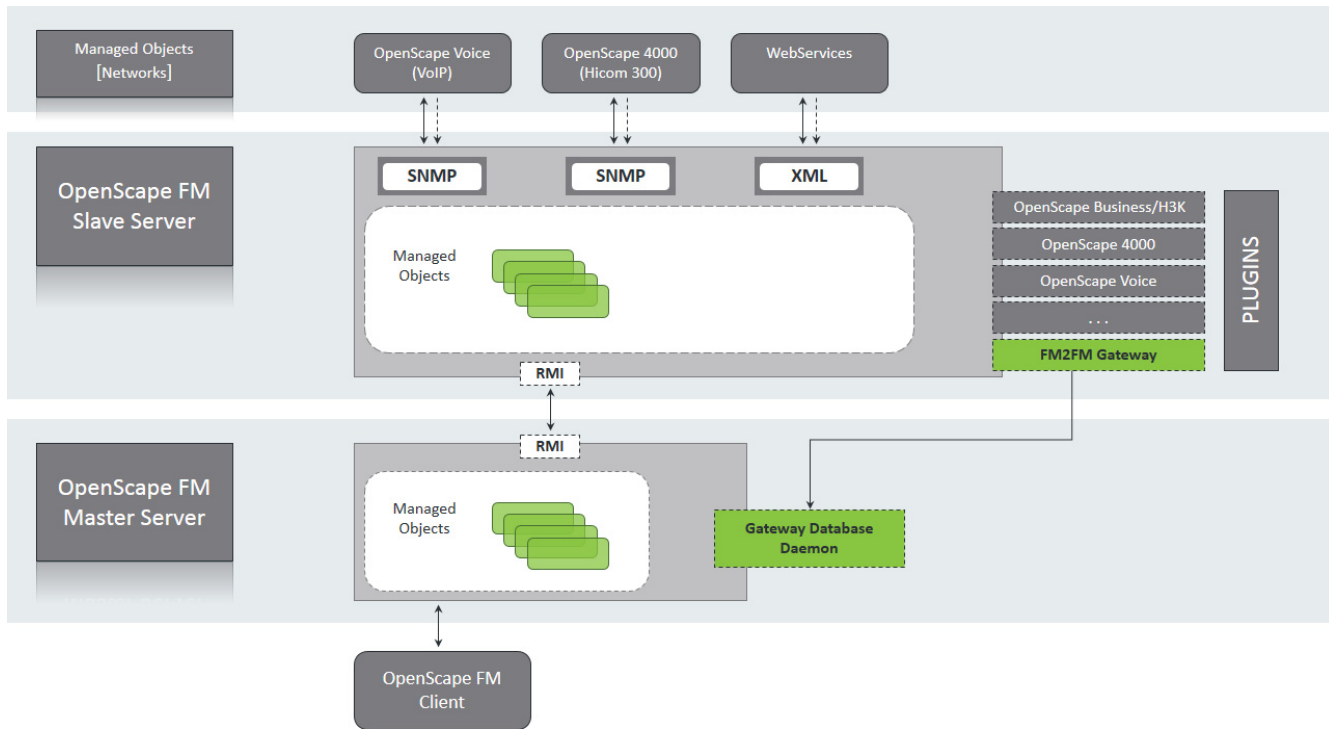 Managed Objects
[Networks]
OpenScape Voice
(VoIP)
OpenScape 4000
(Hicom 300)
WebServices
OpenScape FM
Slave Server
SNMP
SNMP
XML
Managed
Objects
OpenScape Business/H3K
OpenScape 4000
OpenScape Voice
. . .
FM2FM Gateway
PLUGINS
RMI
OpenScape FM
Master Server
RMI
Managed
Objects
Gateway Database
Daemon
OpenScape FM
Client